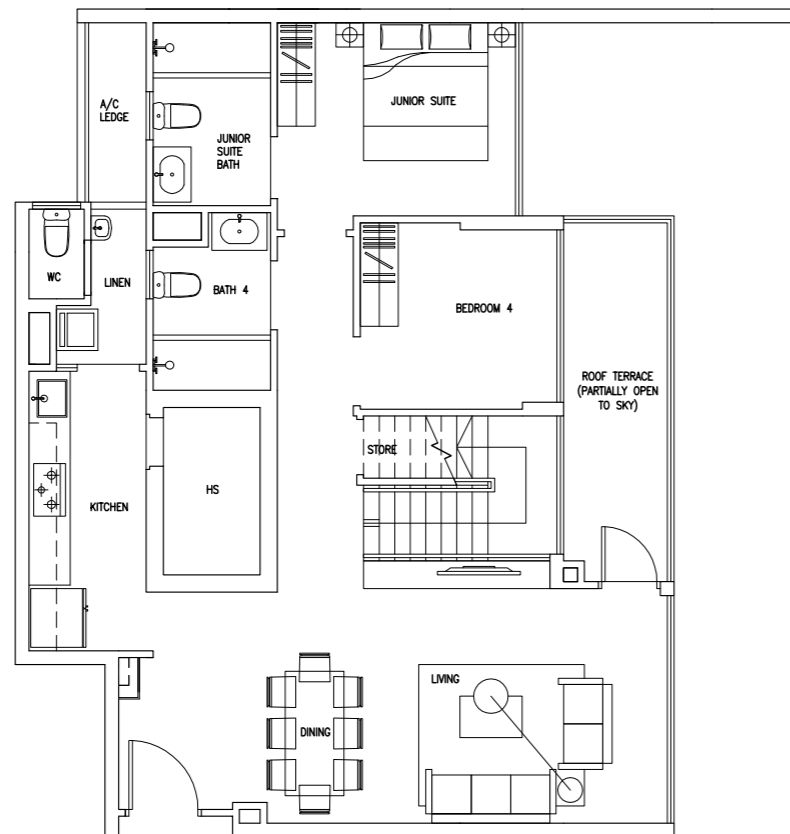 A/C
LEDGE
JUNIOR SUITE
JUNIOR
SUITE
BATH
WC
LINEN
BATH 4
BEDROOM 4
ROOF TERRACE
(PARTIALLY OPEN
TO SKY)
STORE
HS
KITCHEN
LIVING
DINING